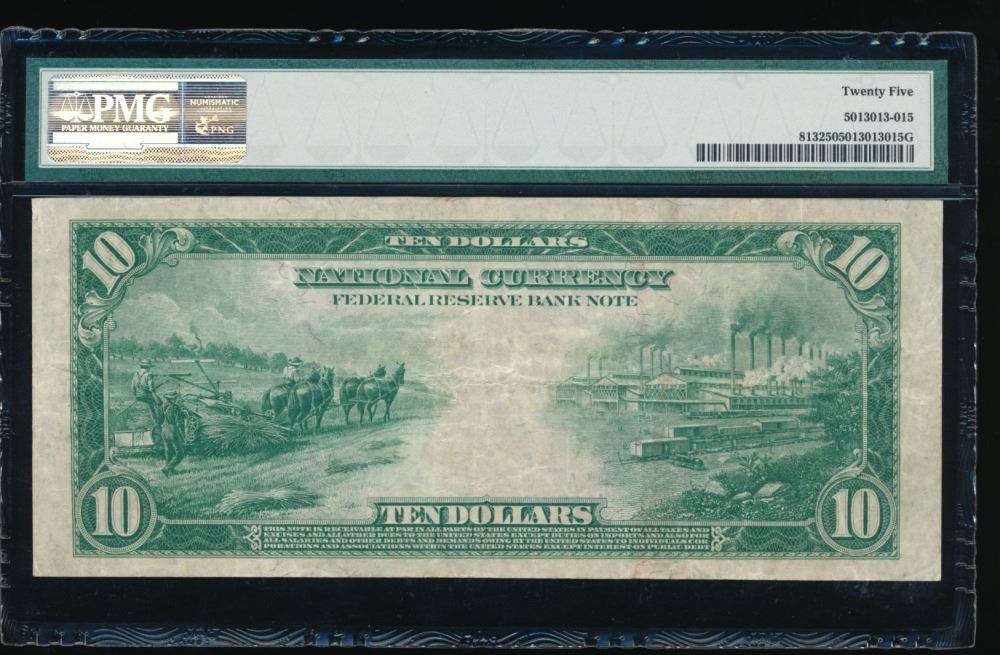 PMG
PAPER MONEY GUARANTY
NUMISMATIC
PNG
Twenty Five
5013013-015
8132505013013015G
10
TEN DOLLARS
10
NATIONAL CURRENCY
FEDERAL RESERVE BANK NOTE
10
TEN DOLLARS
10
THIS NOTE IS RECEIVABLE AT PAR IN ALL PARTS OF THE UNITED STATES IN PAYMENT OF ALL TAXES AND
EXCISES AND ALL OTHER DUES TO THE UNITED STATES EXCEPT DUTIES ON IMPORTS AND ALSO FOR
ALL SALARIES AND OTHER DEBTS AND DEMANDS OWING BY THE UNITED STATES TO INDIVIDUALS COR
PORATIONS AND ASSOCIATIONS WITHIN THE UNITED STATES EXCEPT INTEREST ON PUBLIC DEBT